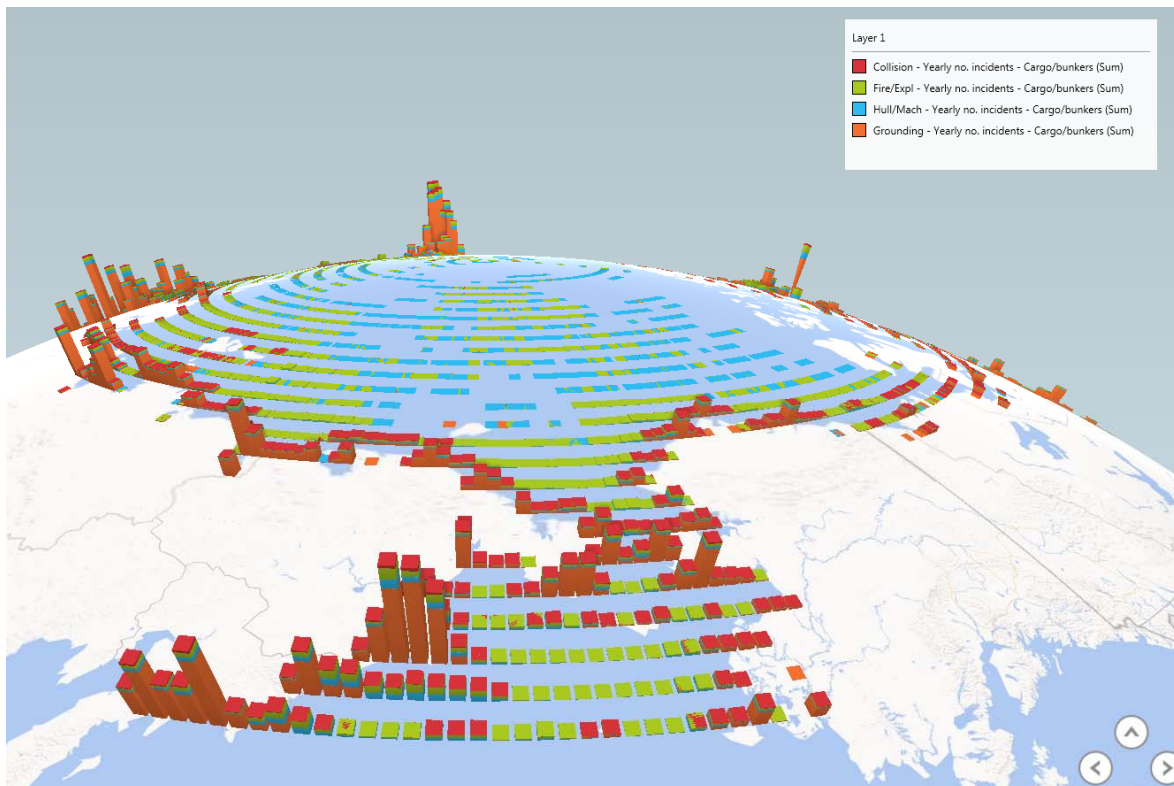 Layer 1
Collision - Yearly no. incidents - Cargo/bunkers (Sum)
Fire/Expl - Yearly no. incidents - Cargo/bunkers (Sum)
Hull/Mach - Yearly no. incidents - Cargo/bunkers (Sum)
Grounding - Yearly no. incidents - Cargo/bunkers (Sum)